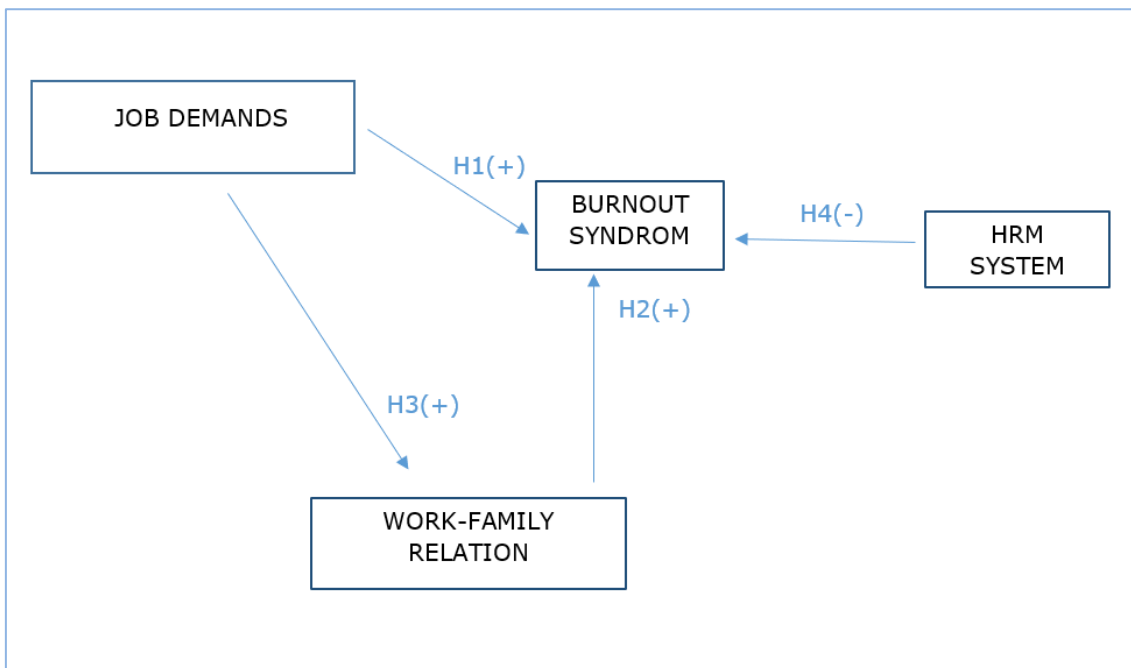 JOB DEMANDS
H1(+)
BURNOUT
SYNDROM
H4(-)
HRM
SYSTEM
H2(+)
H3(+)
WORK-FAMILY
RELATION